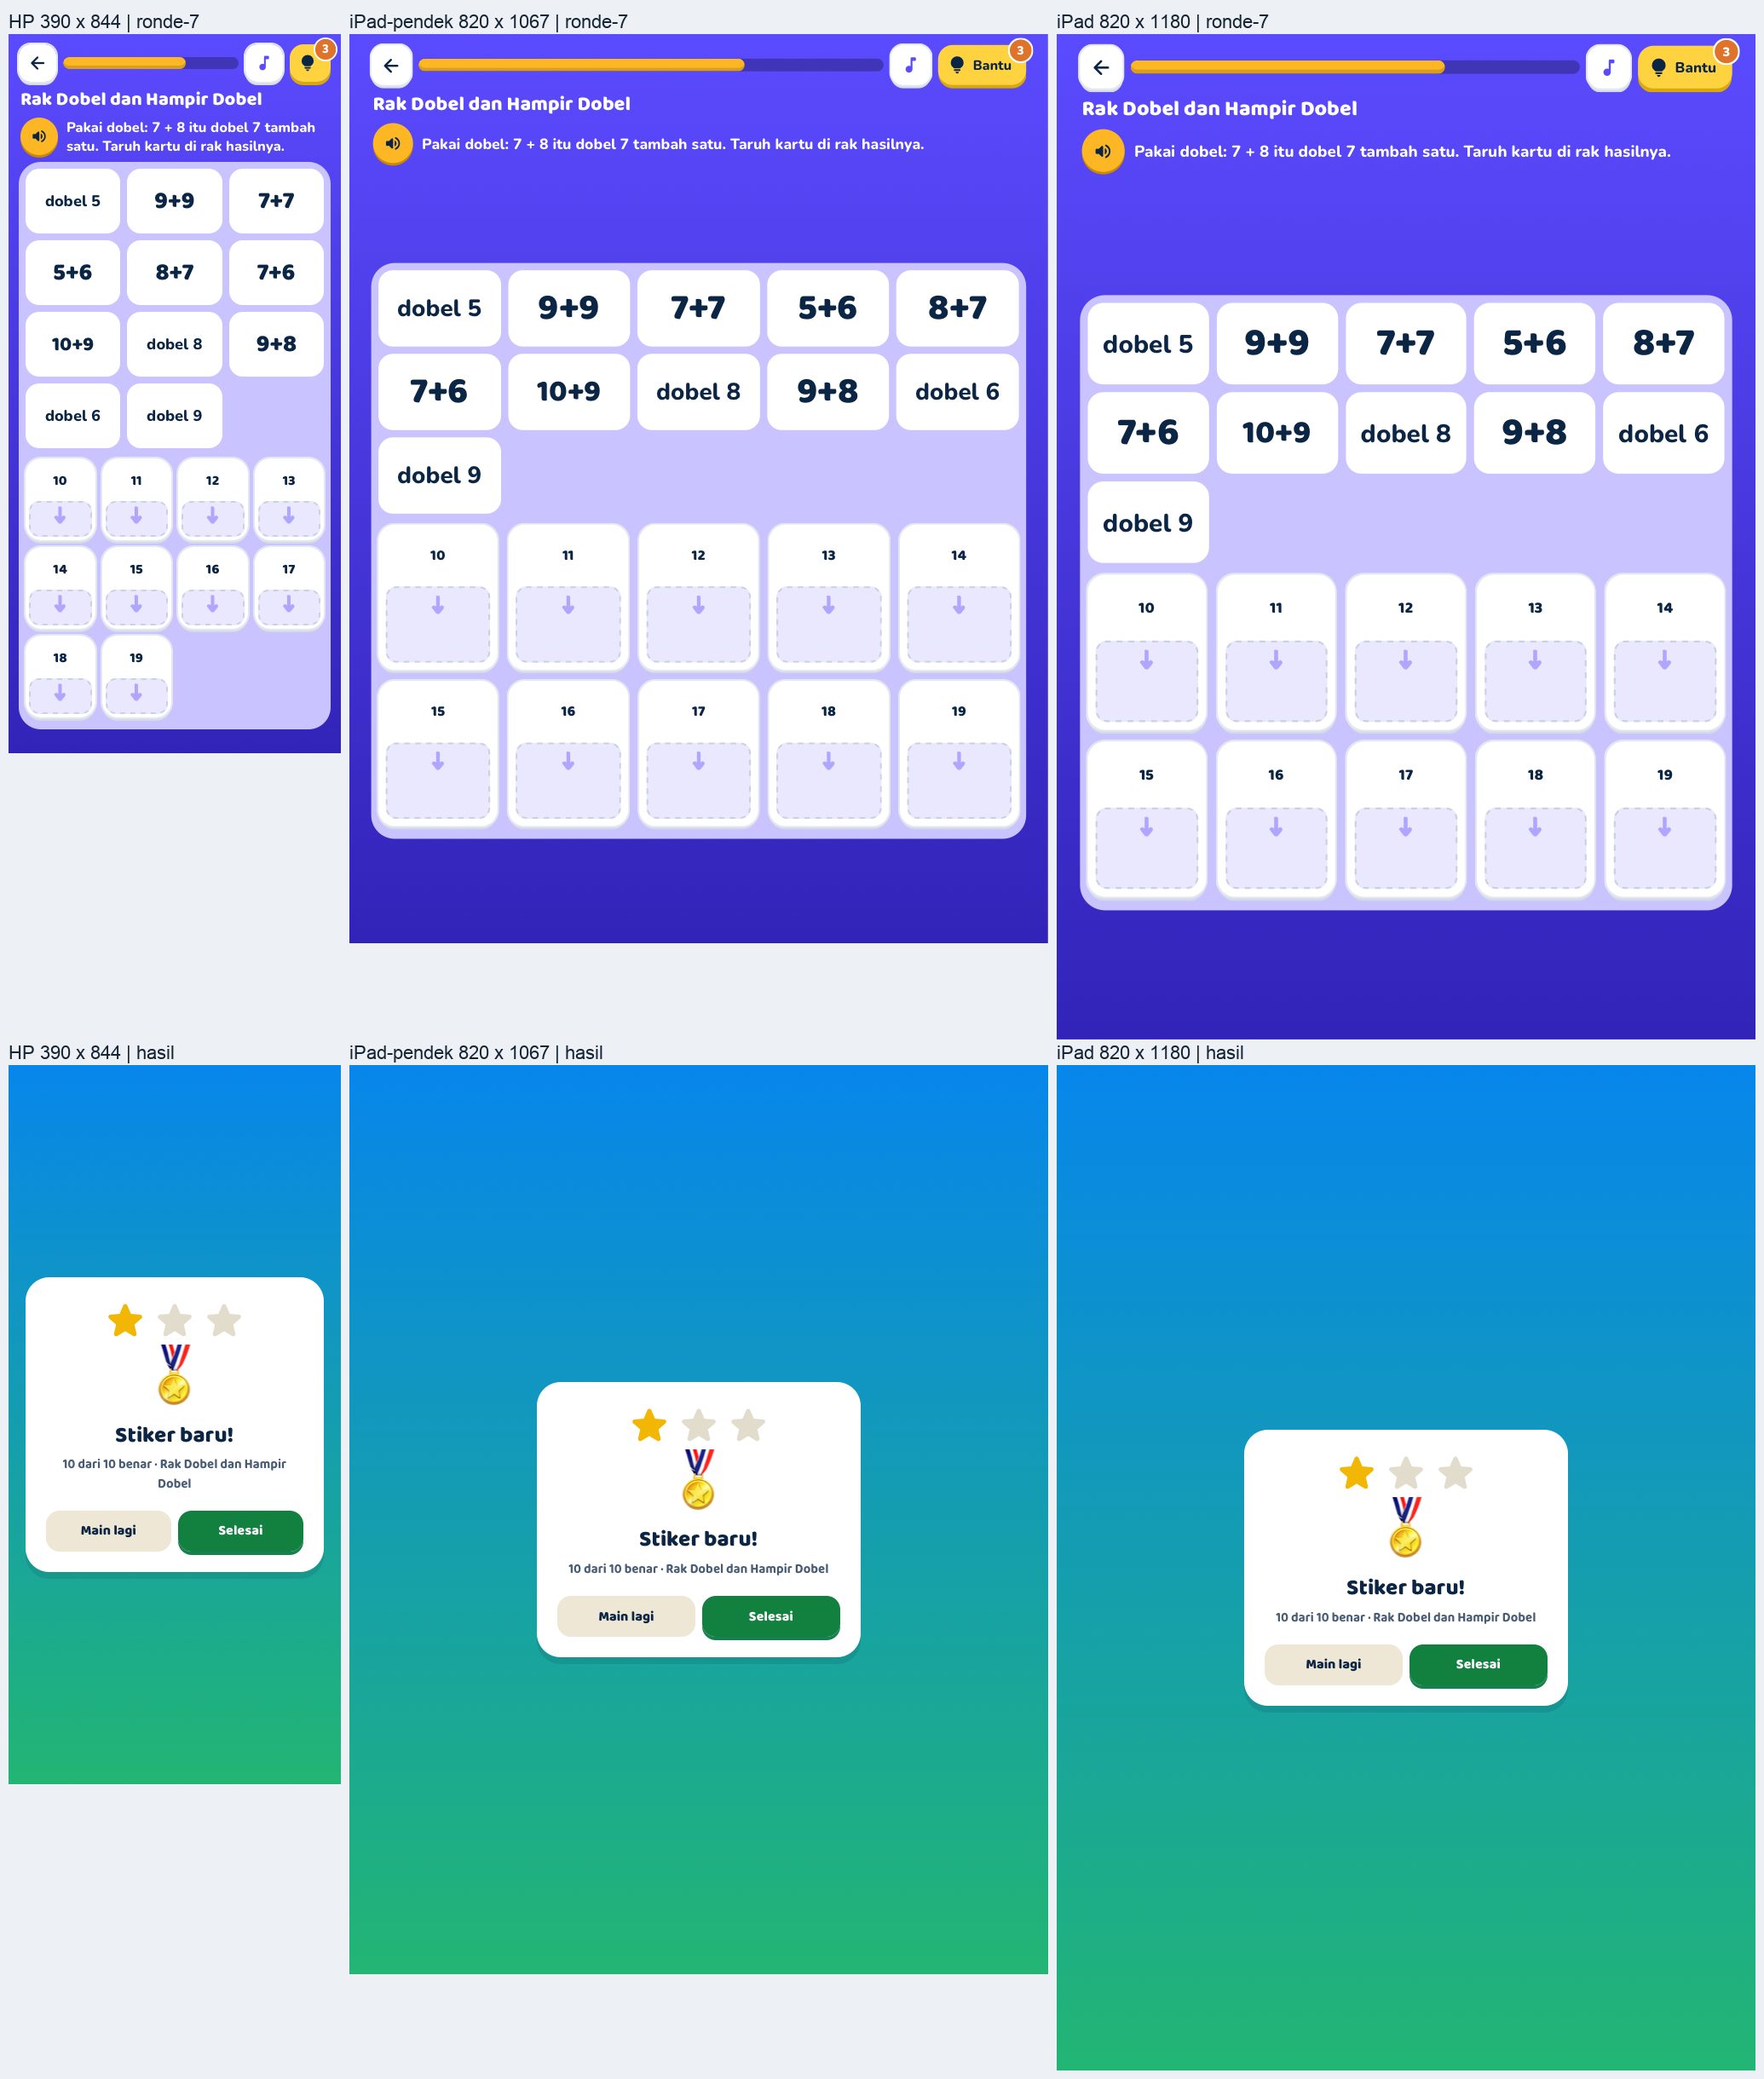 HP 390 x 844 | ronde-7
3
Rak Dobel dan Hampir Dobel
Pakai dobel: 7 + 8 itu dobel 7 tambah
satu. Taruh kartu di rak hasilnya.
dobel 5 9+9 7+7
5+6 8+7 7+6
10+9 dobel 8 9+8
dobel 6 dobel 9
10 11 12 13
14 15 16 17
18 19
iPad-pendek 820 x 1067 | ronde-7
Bantu 3
Rak Dobel dan Hampir Dobel
Pakai dobel: 7 + 8 itu dobel 7 tambah satu. Taruh kartu di rak hasilnya.
dobel 5 9+9 7+7 5+6 8+7
7+6 10+9 dobel 8 9+8 dobel 6
dobel 9
10 11 12 13 14
15 16 17 18 19
iPad 820 x 1180 | ronde-7
Bantu 3
Rak Dobel dan Hampir Dobel
Pakai dobel: 7 + 8 itu dobel 7 tambah satu. Taruh kartu di rak hasilnya.
dobel 5 9+9 7+7 5+6 8+7
7+6 10+9 dobel 8 9+8 dobel 6
dobel 9
10 11 12 13 14
15 16 17 18 19
HP 390 x 844 | hasil
Stiker baru!
10 dari 10 benar · Rak Dobel dan Hampir
Dobel
Main lagi Selesai
iPad-pendek 820 x 1067 | hasil
Stiker baru!
10 dari 10 benar · Rak Dobel dan Hampir Dobel
Main lagi Selesai
iPad 820 x 1180 | hasil
Stiker baru!
10 dari 10 benar · Rak Dobel dan Hampir Dobel
Main lagi Selesai